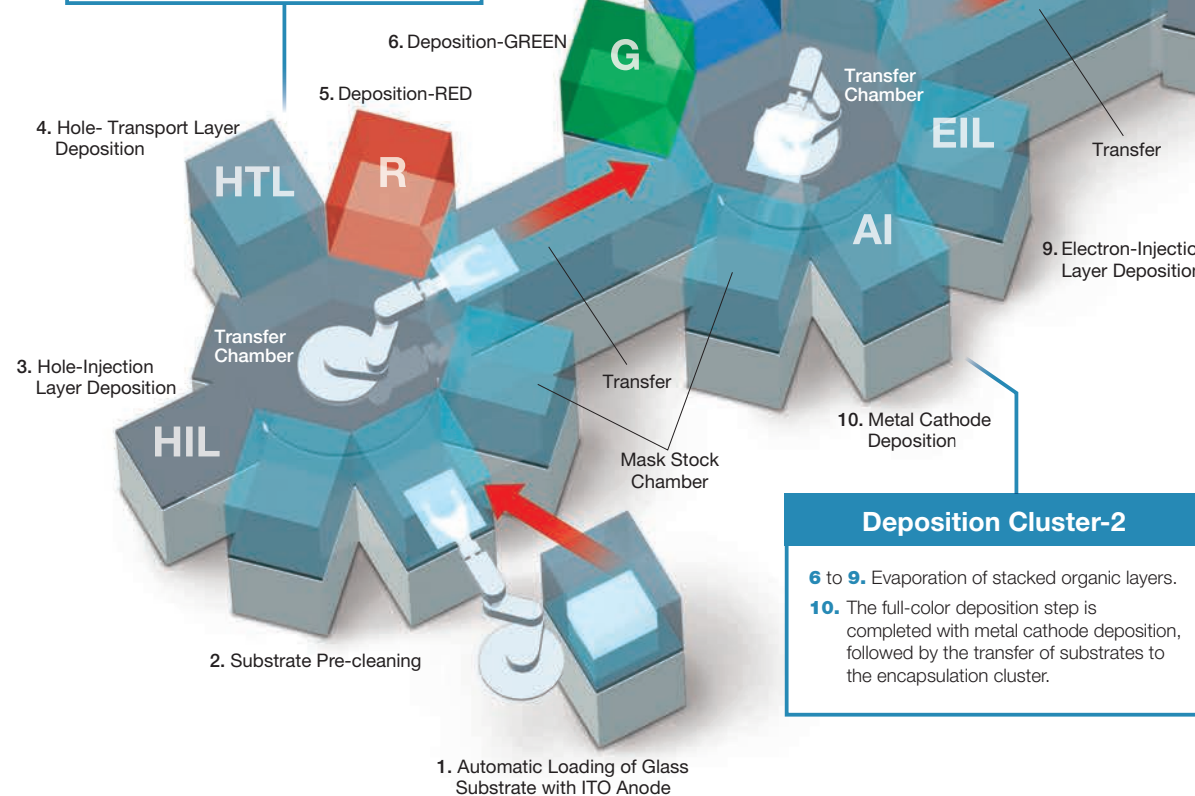 6. Deposition-GREEN
G
5. Deposition-RED
Transfer
Chamber
4. Hole- Transport Layer
Deposition
HTL
R
EIL
Transfer
AI
9. Electron-Injectio
Layer Deposition
Transfer
Chamber
3. Hole-Injection
Layer Deposition
Transfer
HIL
10. Metal Cathode
Deposition
Mask Stock
Chamber
Deposition Cluster-2
6 to 9. Evaporation of stacked organic layers.
10. The full-color deposition step is
completed with metal cathode deposition,
followed by the transfer of substrates to
the encapsulation cluster.
2. Substrate Pre-cleaning
1. Automatic Loading of Glass
Substrate with ITO Anode